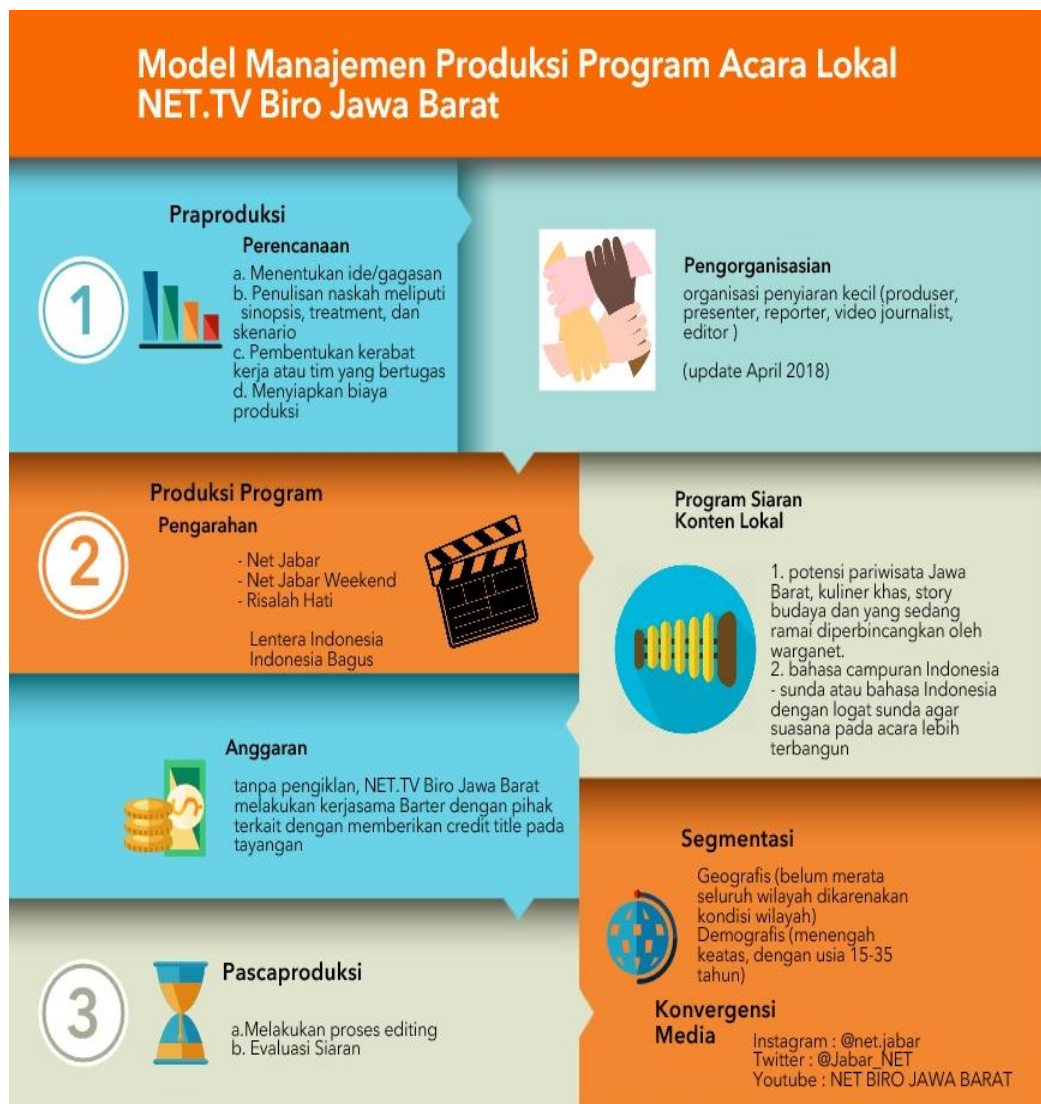 Model Manajemen Produksi Program Acara Lokal
NET.TV Biro Jawa Barat
Praproduksi
1
Perencanaan
a. Menentukan ide/gagasan
b. Penulisan naskah meliputi
sinopsis, treatment, dan
skenario
c. Pembentukan kerabat
kerja atau tim yang bertugas
d. Menyiapkan biaya
produksi
Pengorganisasian
organisasi penyiaran kecil (produser,
presenter, reporter, video journalist,
editor )
(update April 2018)
Produksi Program
2
Pengarahan
- Net Jabar
- Net Jabar Weekend
- Risalah Hati
Lentera Indonesia
Indonesia Bagus
Program Siaran
Konten Lokal
1. potensi pariwisata Jawa
Barat, kuliner khas, story
budaya dan yang sedang
ramai diperbincangkan oleh
warganet.
2. bahasa campuran Indonesia
- sunda atau bahasa Indonesia
dengan logat sunda agar
suasana pada acara lebih
terbangun
Anggaran
tanpa pengiklan, NET.TV Biro Jawa Barat
melakukan kerjasama Barter dengan pihak
terkait dengan memberikan credit title pada
tayangan
Segmentasi
Geografis (belum merata
seluruh wilayah dikarenakan
kondisi wilayah)
Demografis (menengah
keatas, dengan usia 15-35
tahun)
3
Pascaproduksi
a.Melakukan proses editing
b. Evaluasi Siaran
Konvergensi
Media
Instagram : @net.jabar
Twitter : @Jabar_NET
Youtube : NET BIRO JAWA BARAT